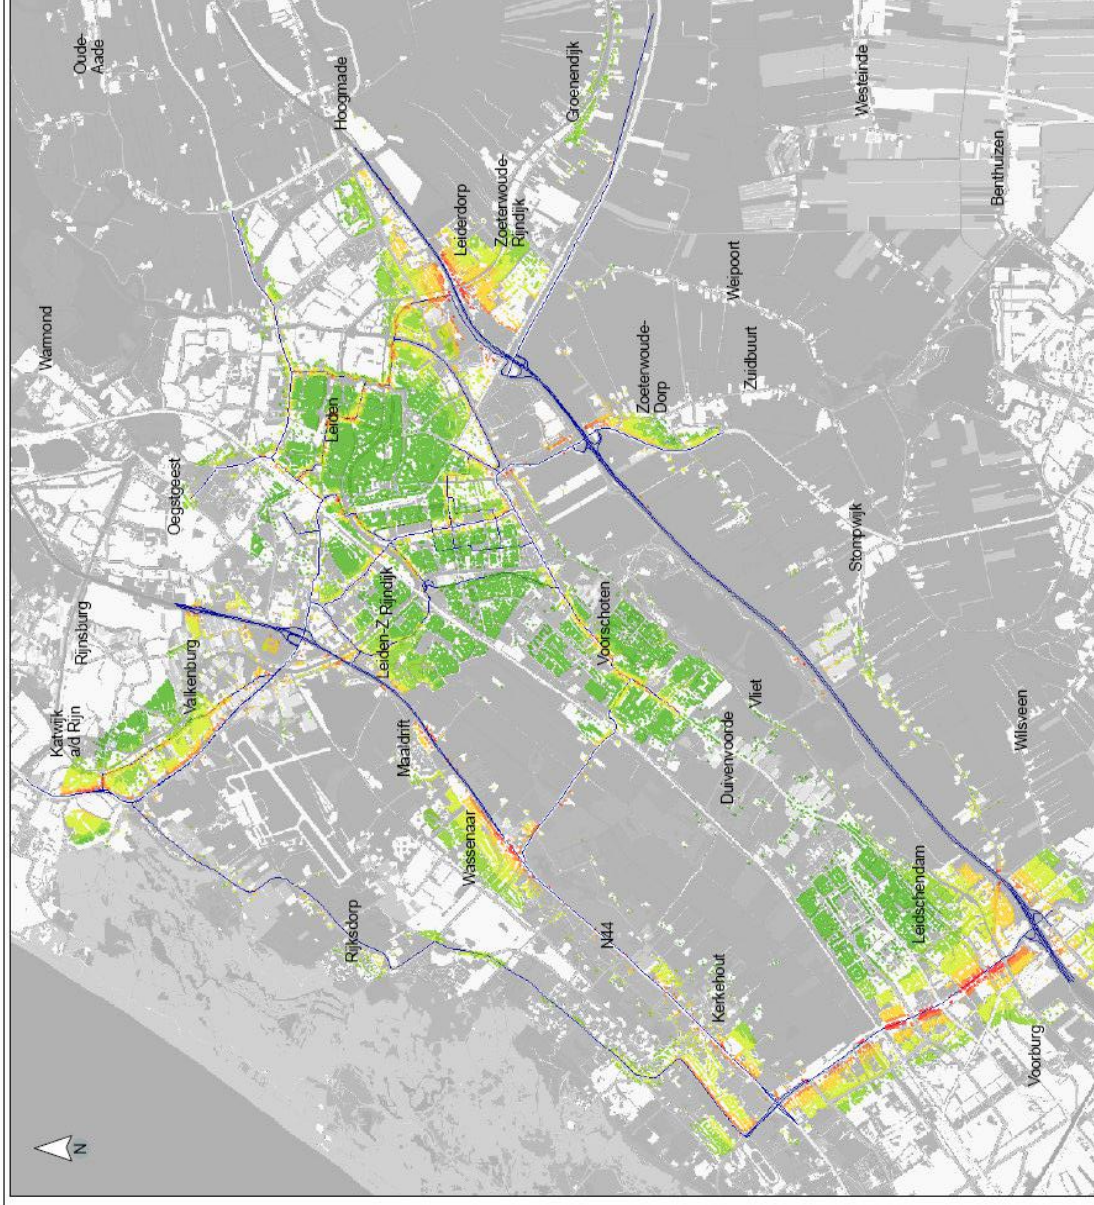 Oude-
Aade
Hoogmade
Groenendijk
Westeinde
Warmond
Leiderdorp
Zoeterwoude-
Rijndijk
Benthuizen
Weipoort
Oegstgeest
Leiden
Zoeterwoude-
Dorp
Zuidbuurt
Rijnsburg
Stompwijk
Katwijk
a/d Rijn
Valkenburg
Leiden-Z
Rijndijk
Voorschoten
Maaldrift
Vliet
Wilsveen
Duivenvoorde
Wassenaar
Leidschendam
Rijksdorp
N44
Kerkehout
Voorburg
N